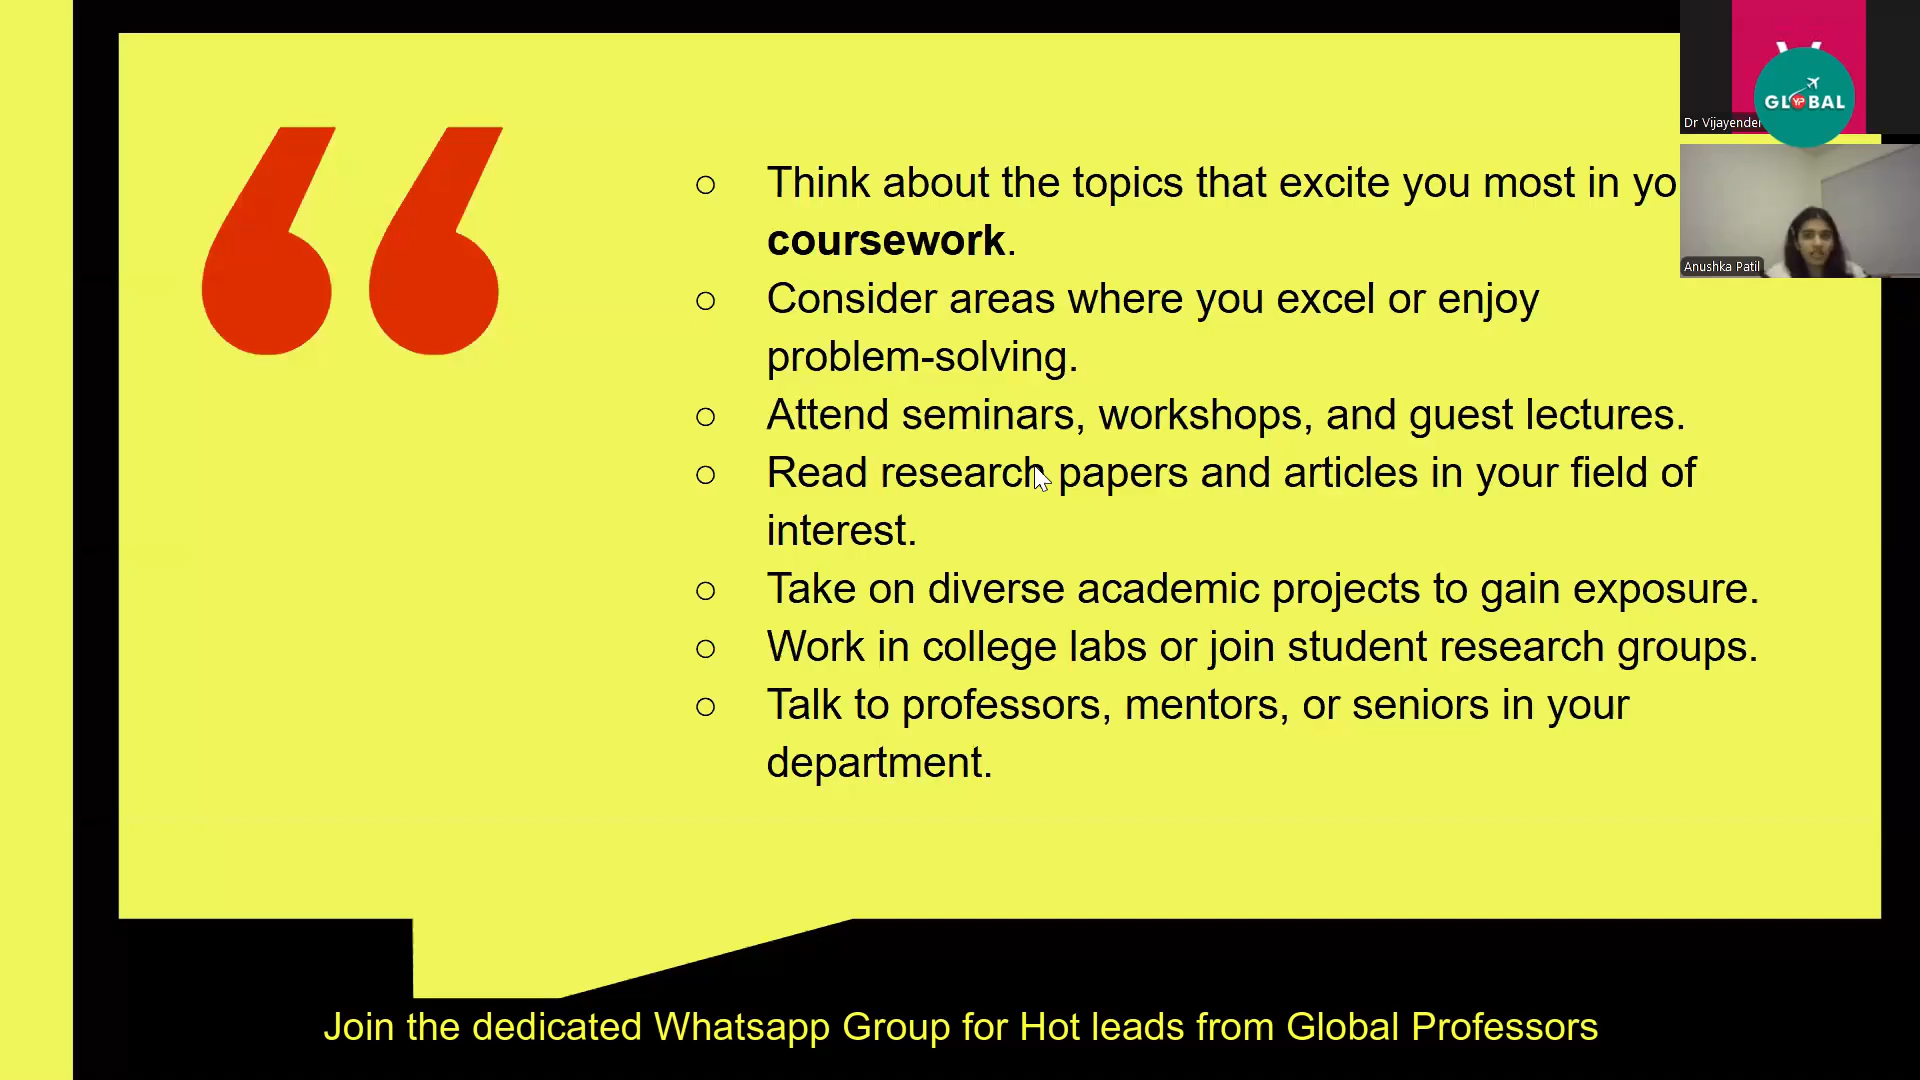 Think about the topics that excite you most in yo
coursework.
Consider areas where you excel or enjoy
problem-solving.
Attend seminars, workshops, and guest lectures.
Read research papers and articles in your field of
interest.
Take on diverse academic projects to gain exposure.
Work in college labs or join student research groups.
Talk to professors, mentors, or seniors in your
department.
Join the dedicated Whatsapp Group for Hot leads from Global Professors
GLOBAL
YP
Dr Vijayender
Anushka Patil